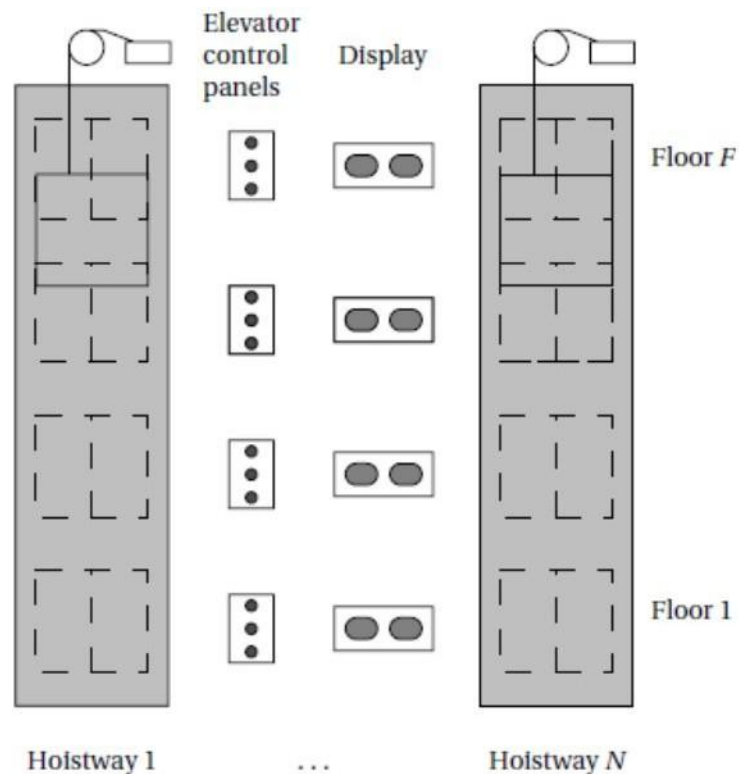 Elevator
control
panels
Display
Floor F
Floor 1
Hoistway 1
...
Hoistway N